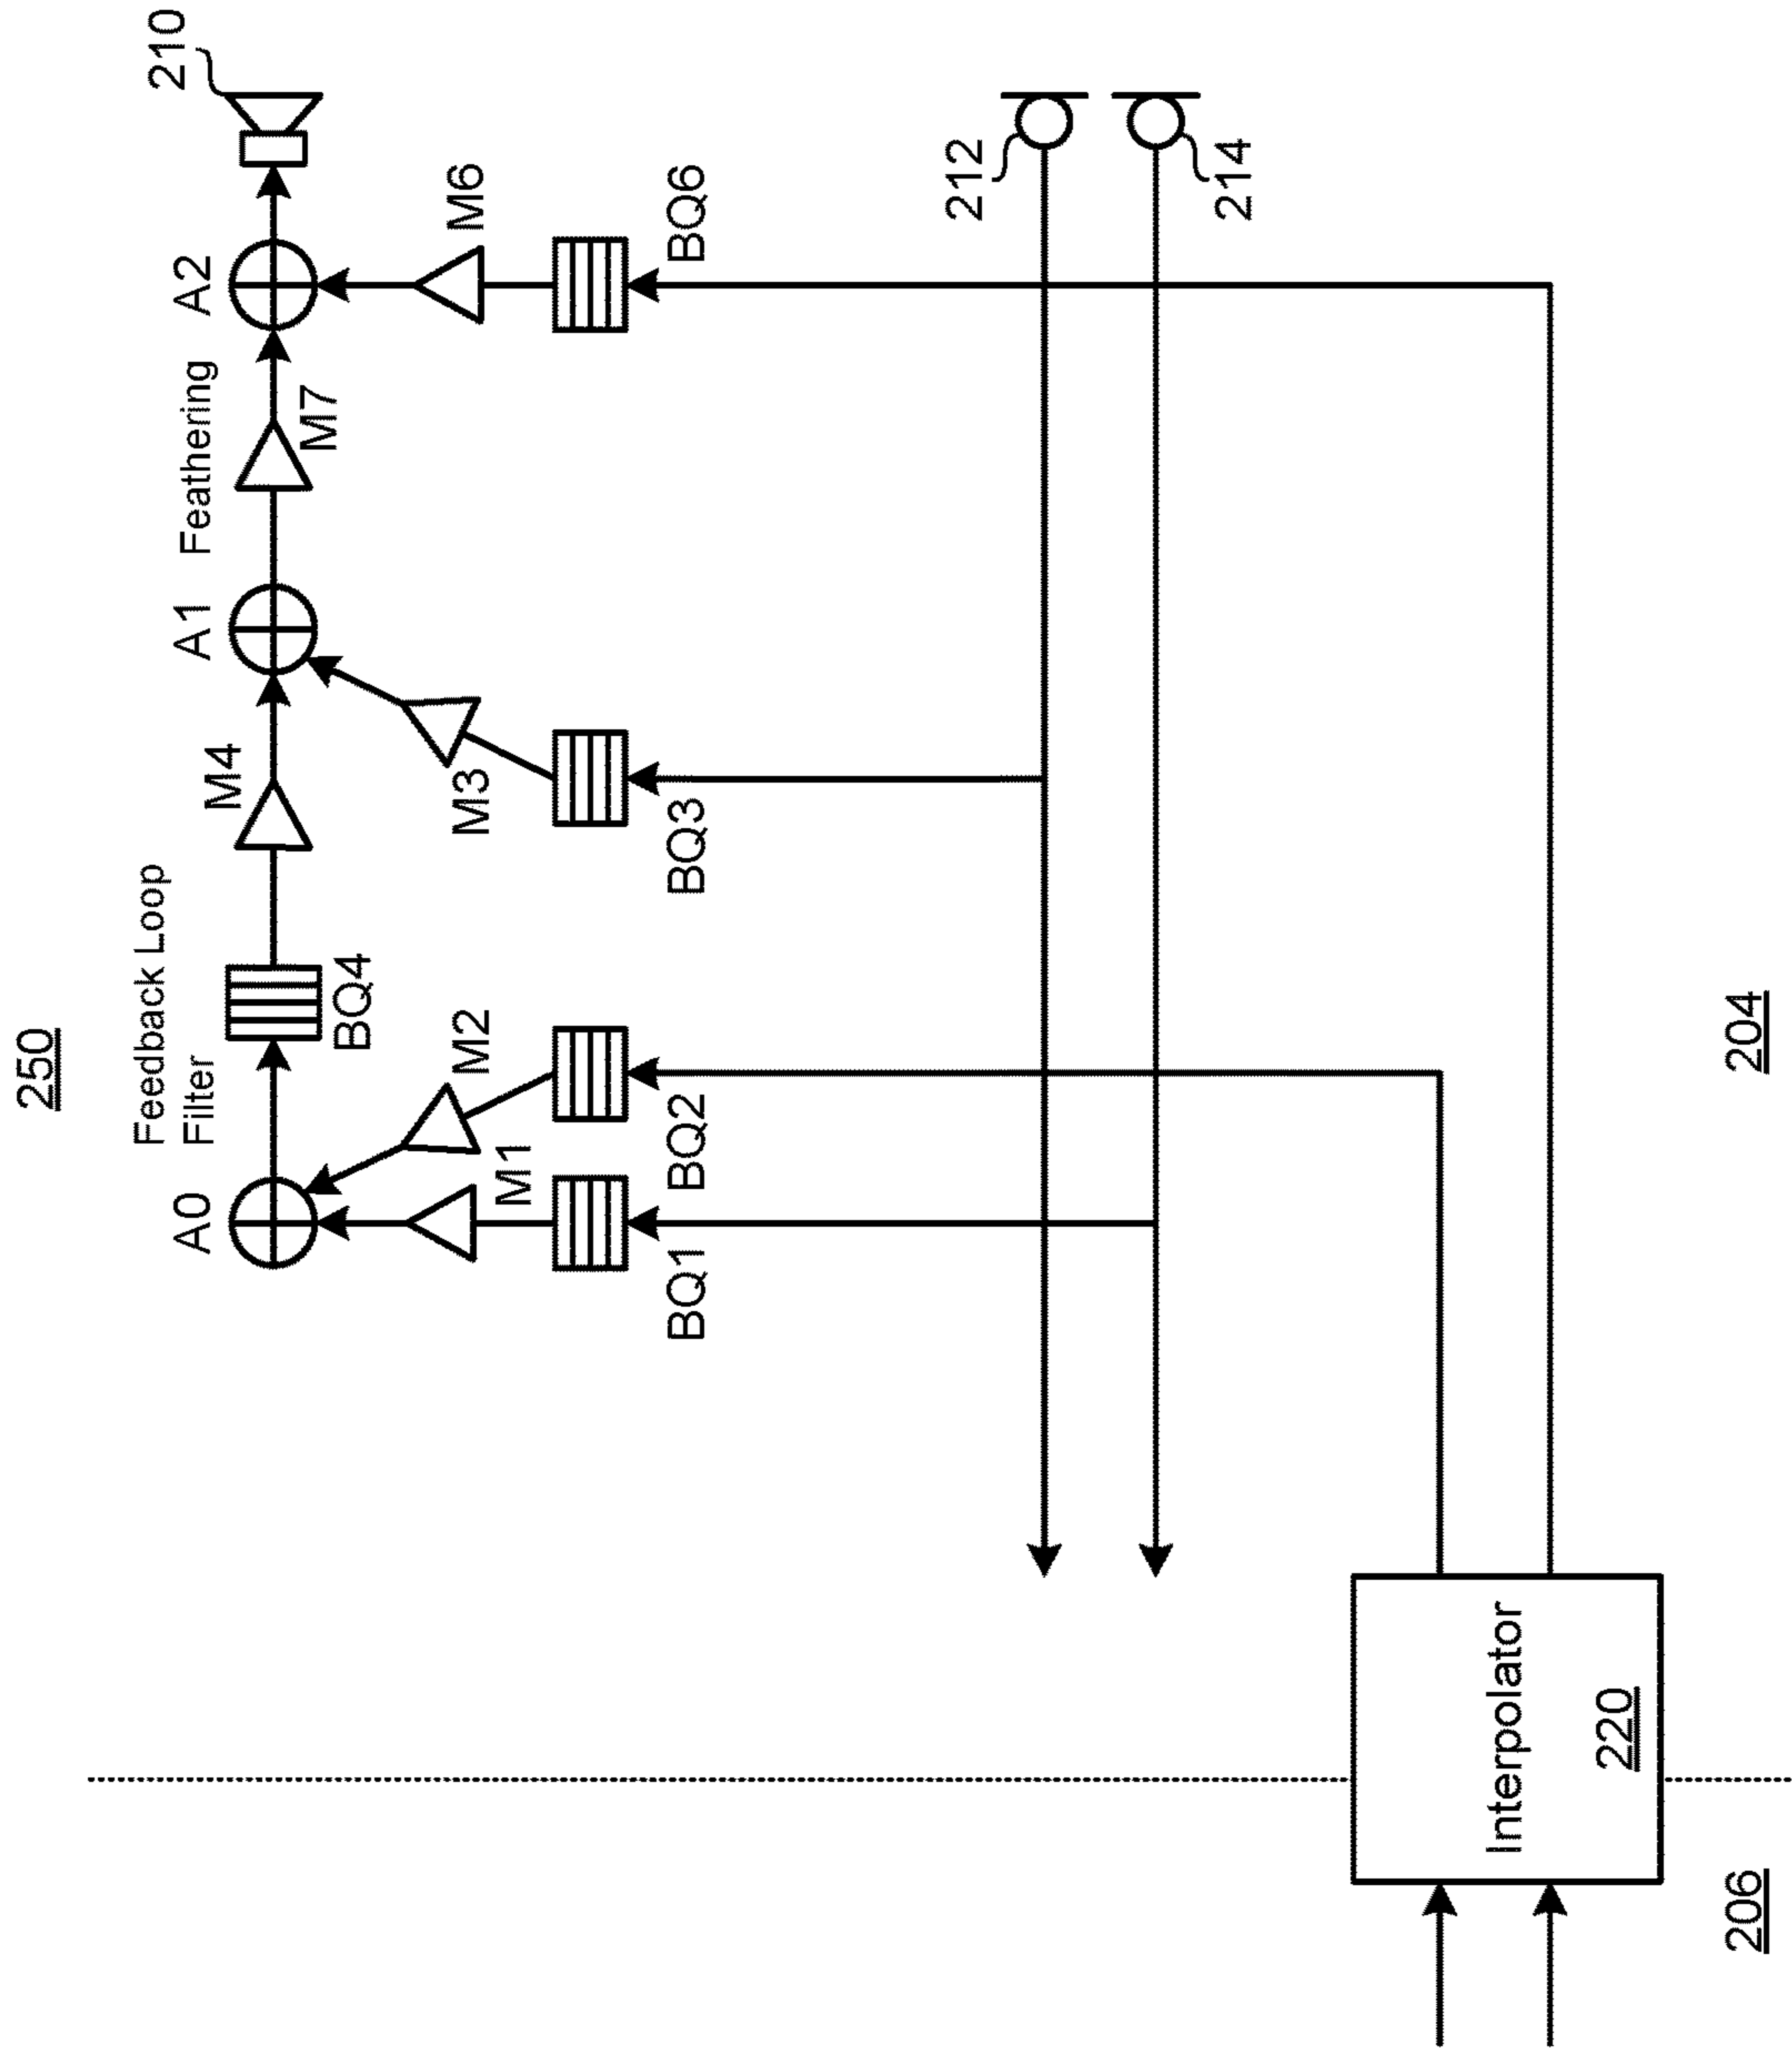 250
Feedback Loop
Filter
A0
A1
Feathering
A2
210
BQ4
M4
M7
M1
M2
M3
M6
BQ1
BQ2
BQ3
BQ6
212
214
Interpolator
220
206
204